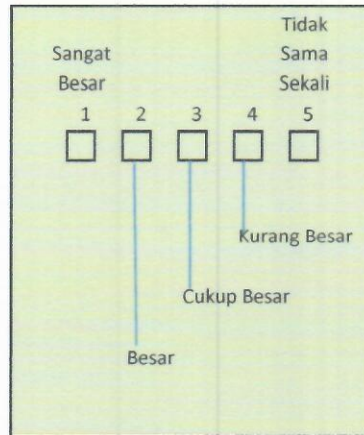 Sangat
Besar
Tidak
Sama
Sekali
1 2 3 4 5
Kurang Besar
Cukup Besar
Besar